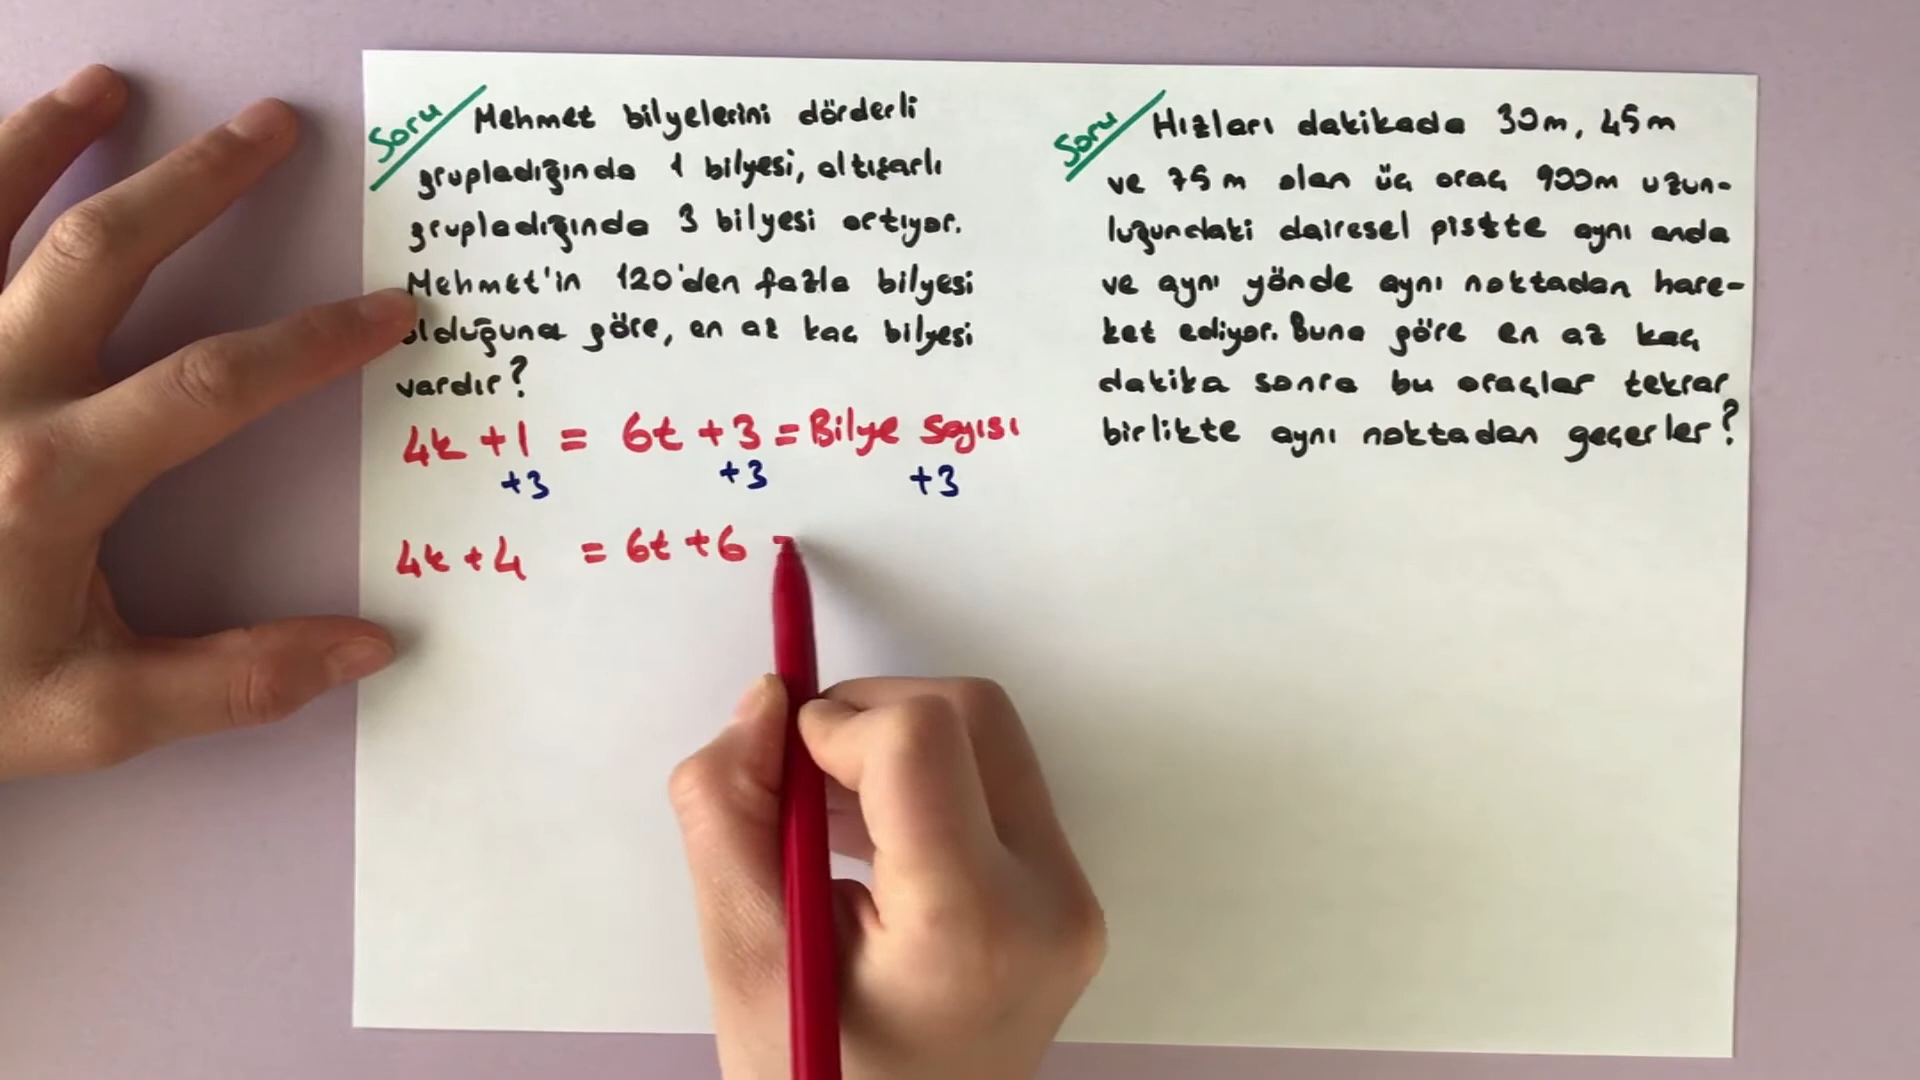 Soru Mehmet bilyelerini dörderli
grupladığında 1 bilyesi, altışarlı
grupladığında 3 bilyesi artıyor.
Mehmet'in 120'den fazla bilyesi
olduğuna göre, en az kaç bilyesi
vardır?
4k +1 = 6t +3 = Bilye sayısı
+3 +3 +3
4k + 4 = 6t +6 =
Soru Hızları dakikada 30m, 45m
ve 75m olan üç araç 900m uzun-
luğundaki dairesel pistte aynı anda
ve aynı yönde aynı noktadan hare-
ket ediyor. Buna göre en az kaç
dakika sonra bu araçlar tekrar
birlikte aynı noktadan geçerler?